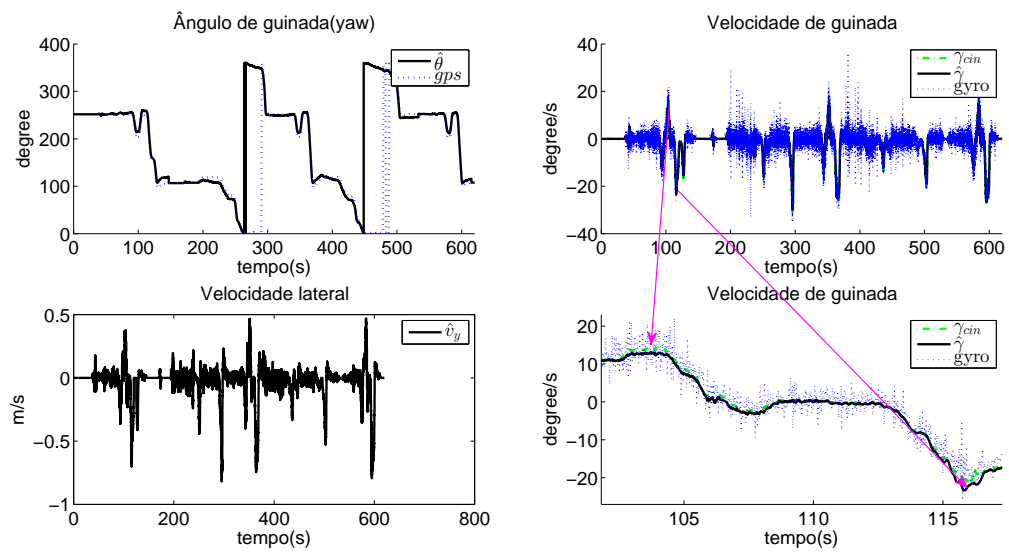 Ângulo de guinada(yaw)
400
300
200
100
0
degree
0 100 200 300 400 500 600
tempo(s)
θ̂
gps
Velocidade de guinada
40
20
0
−20
−40
degree/s
0 100 200 300 400 500 600
tempo(s)
γcin
γ̂
gyro
Velocidade lateral
0.5
0
−0.5
−1
m/s
0 200 400 600 800
tempo(s)
v̂y
Velocidade de guinada
20
10
0
−10
−20
degree/s
105 110 115
tempo(s)
γcin
γ̂
gyro